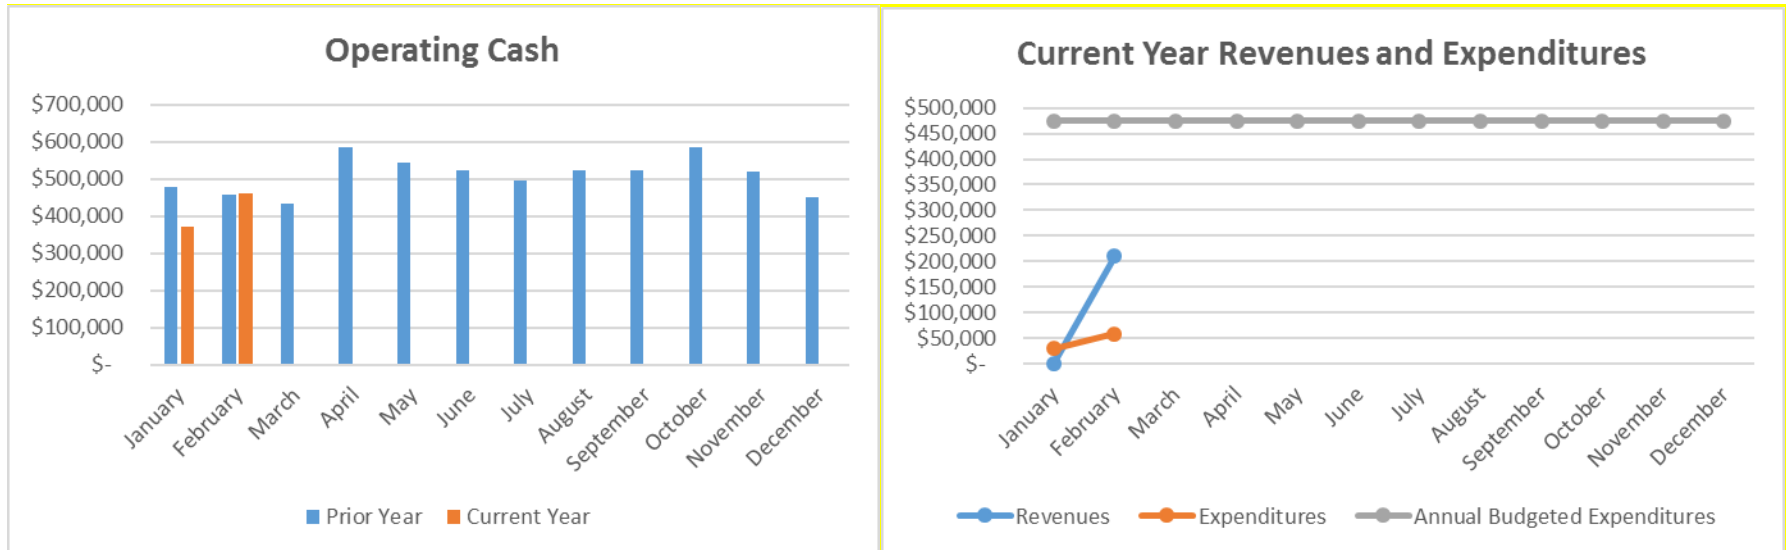 Operating Cash
$700,000
$600,000
$500,000
$400,000
$300,000
$200,000
$100,000
$-
January
February
March
April
May
June
July
August
September
October
November
December
Prior Year
Current Year
Current Year Revenues and Expenditures
$500,000
$450,000
$400,000
$350,000
$300,000
$250,000
$200,000
$150,000
$100,000
$50,000
$-
January
February
March
April
May
June
July
August
September
October
November
December
Revenues
Expenditures
Annual Budgeted Expenditures